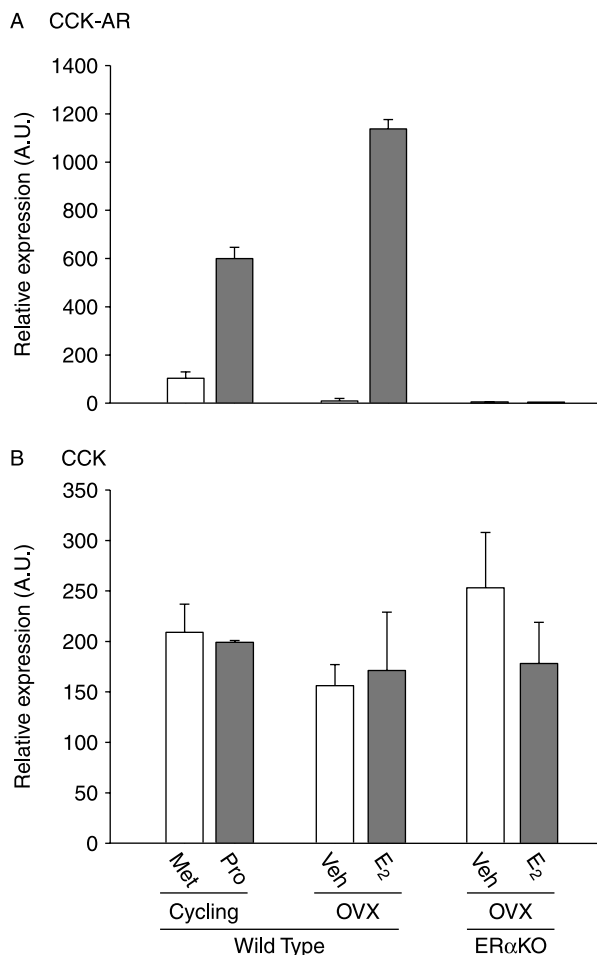 A CCK-AR
Relative expression (A.U.)
1400
1200
1000
800
600
400
200
0
B CCK
Relative expression (A.U.)
350
300
250
200
150
100
50
0
Met Pro Veh E₂ Veh E₂
Cycling OVX OVX
Wild Type ERαKO